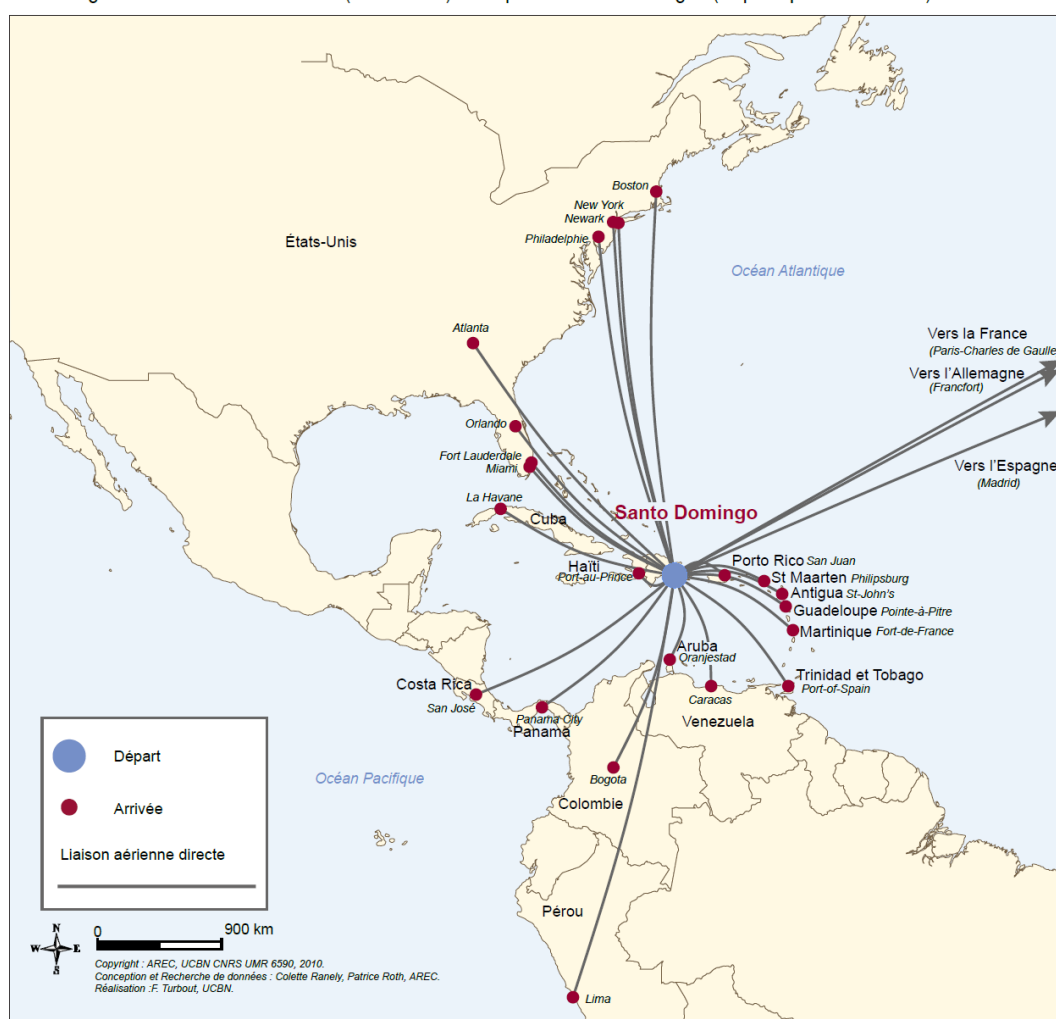 Boston
New York
Newark
Philadelphie
États-Unis
Océan Atlantique
Atlanta
Vers la France
(Paris-Charles de Gaulle
Vers l'Allemagne
(Francfort)
Orlando
Fort Lauderdale
Miami
Vers l'Espagne
(Madrid)
La Havane
Cuba
Santo Domingo
Haïti
Port-au-Prince
Porto Rico San Juan
St Maarten Philipsburg
Antigua St-John's
Guadeloupe Pointe-à-Pitre
Martinique Fort-de-France
Aruba
Oranjestad
Trinidad et Tobago
Port-of-Spain
Costa Rica
San José
Caracas
Venezuela
Panama City
Panama
Océan Pacifique
Bogota
Colombie
Pérou
Lima
Départ
Arrivée
Liaison aérienne directe
N
W E
S
0 900 km
Copyright : AREC, UCBN CNRS UMR 6590, 2010.
Conception et Recherche de données : Colette Ranely, Patrice Roth, AREC.
Réalisation :F. Turbout, UCBN.